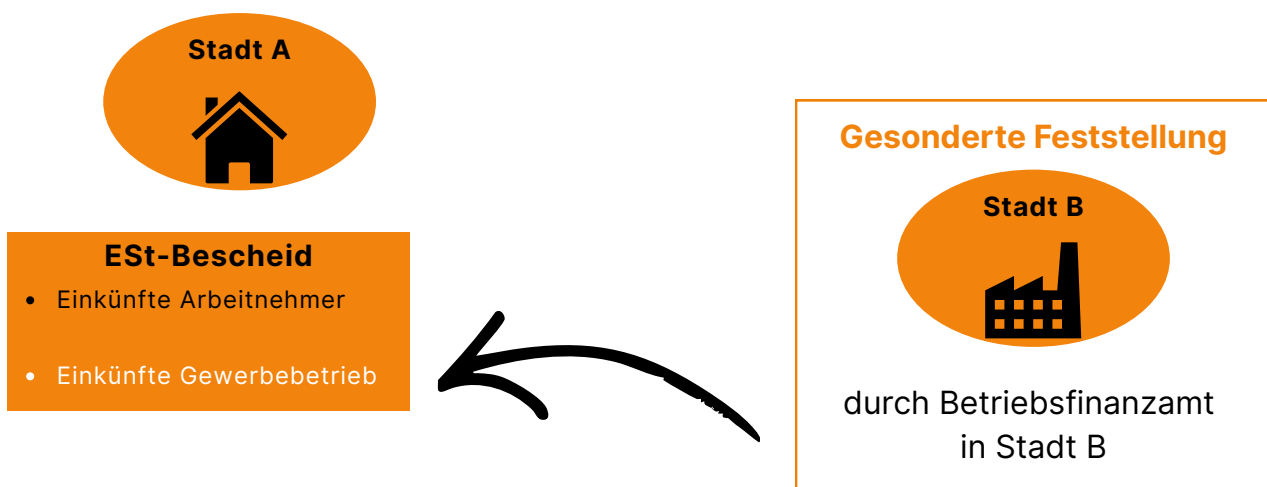 Stadt A
ESt-Bescheid
• Einkünfte Arbeitnehmer
• Einkünfte Gewerbebetrieb
Gesonderte Feststellung
Stadt B
durch Betriebsfinanzamt
in Stadt B